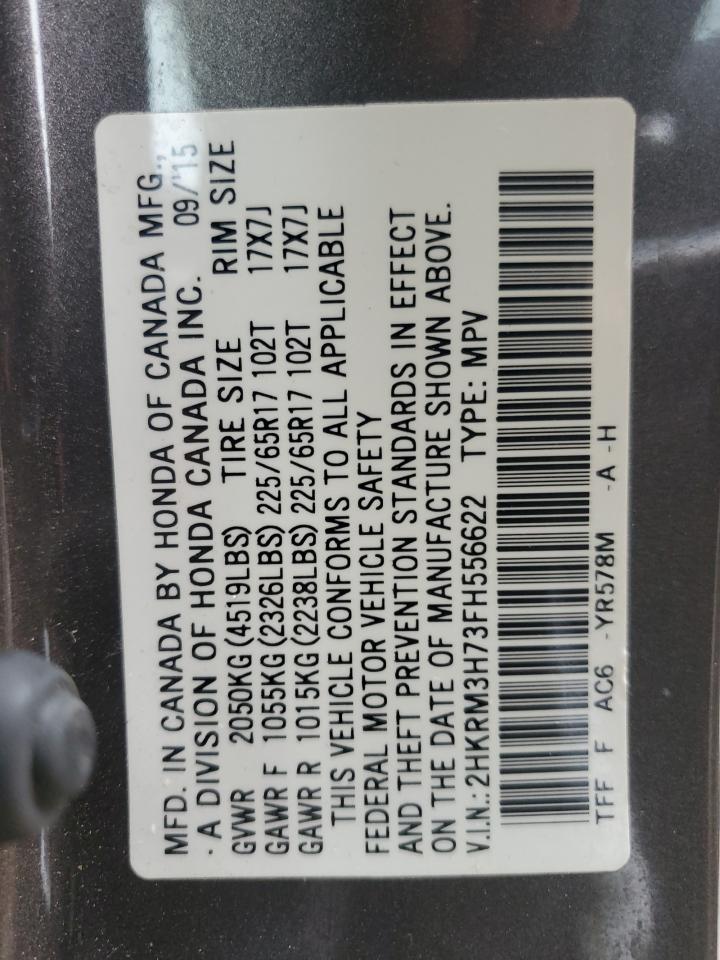 MFD. IN CANADA BY HONDA OF CANADA MFG.,
· A DIVISION OF HONDA CANADA INC. 09/'15
GVWR 2050KG (4519LBS) TIRE SIZE RIM SIZE
GAWR F 1055KG (2326LBS) 225/65R17 102T 17X7J
GAWR R 1015KG (2238LBS) 225/65R17 102T 17X7J
THIS VEHICLE CONFORMS TO ALL APPLICABLE
FEDERAL MOTOR VEHICLE SAFETY
AND THEFT PREVENTION STANDARDS IN EFFECT
ON THE DATE OF MANUFACTURE SHOWN ABOVE.
V.I.N.: 2HKRM3H73FH556622 TYPE: MPV
TFF F AC6 -YR578M -A -H